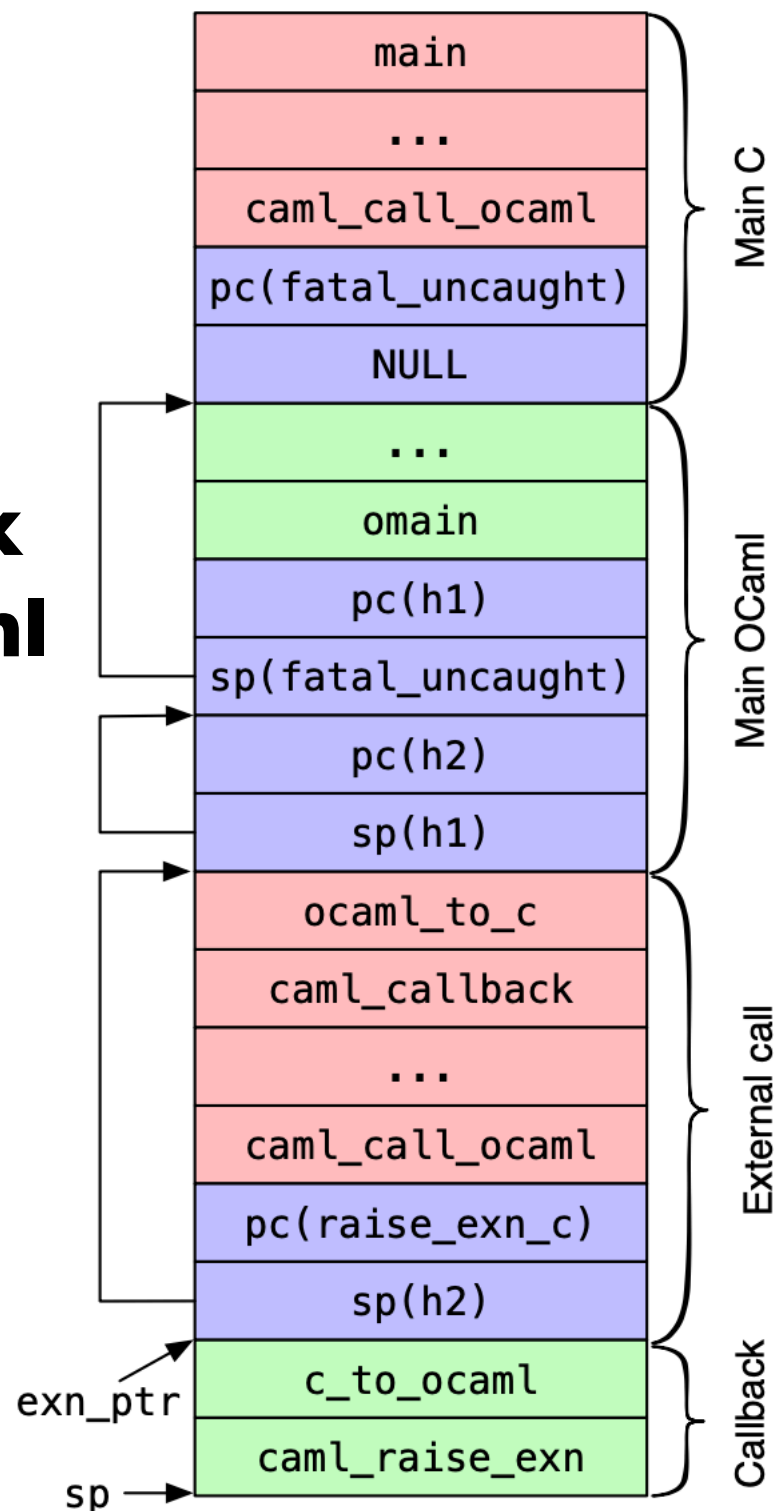 main
...
caml_call_ocaml
pc(fatal_uncaught)
NULL
Main C
...
omain
pc(h1)
sp(fatal_uncaught)
pc(h2)
sp(h1)
Main OCaml
ocaml_to_c
caml_callback
...
caml_call_ocaml
pc(raise_exn_c)
sp(h2)
External call
c_to_ocaml
caml_raise_exn
Callback
exn_ptr
sp